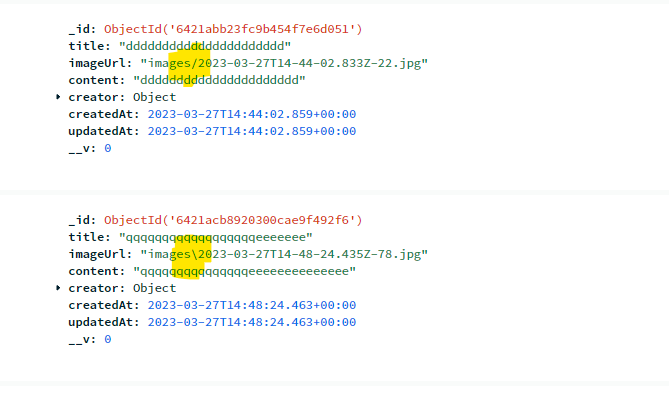 _id: ObjectId('6421abb23fc9b454f7e6d051')
title: "dddddddddddddddddddddd"
imageUrl: "images/2023-03-27T14-44-02.833Z-22.jpg"
content: "dddddddddddddddddddddd"
creator: Object
createdAt: 2023-03-27T14:44:02.859+00:00
updatedAt: 2023-03-27T14:44:02.859+00:00
__v: 0
_id: ObjectId('6421acb8920300cae9f492f6')
title: "qqqqqqqqqqqqqqqqqqeeeeeee"
imageUrl: "images\2023-03-27T14-48-24.435Z-78.jpg"
content: "qqqqqqqqqqqqqqqeeeeeeeeeeeeee"
creator: Object
createdAt: 2023-03-27T14:48:24.463+00:00
updatedAt: 2023-03-27T14:48:24.463+00:00
__v: 0